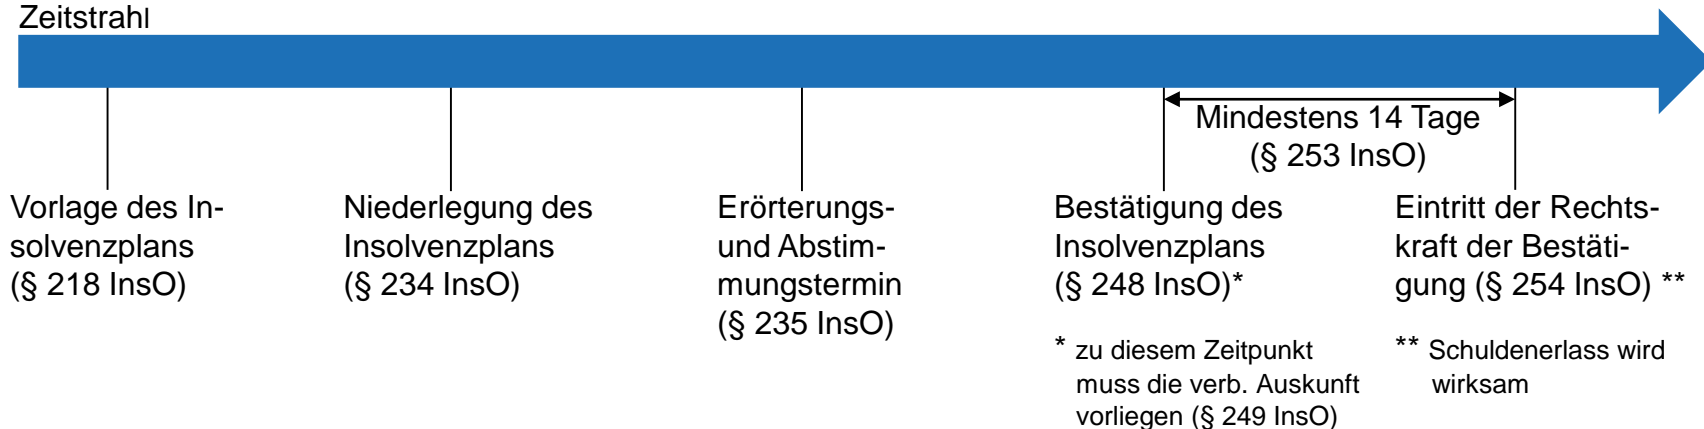 Zeitstrahl
Mindestens 14 Tage
(§ 253 InsO)
Vorlage des In-
solvenzplans
(§ 218 InsO)
Niederlegung des
Insolvenzplans
(§ 234 InsO)
Erörterungs-
und Abstim-
mungstermin
(§ 235 InsO)
Bestätigung des
Insolvenzplans
(§ 248 InsO)*
* zu diesem Zeitpunkt
muss die verb. Auskunft
vorliegen (§ 249 InsO)
Eintritt der Rechts-
kraft der Bestäti-
gung (§ 254 InsO) **
** Schuldenerlass wird
wirksam